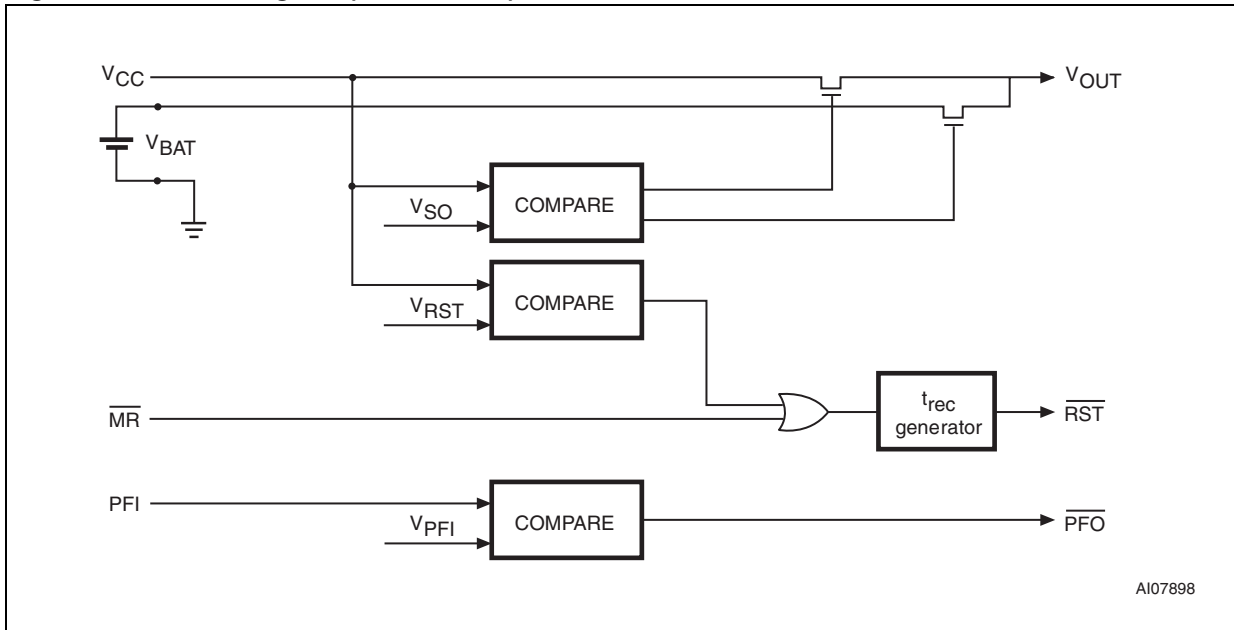 VCC
VOUT
VBAT
VSO
COMPARE
VRST
COMPARE
MR
trec
generator
RST
PFI
VPFI
COMPARE
PFO
AI07898